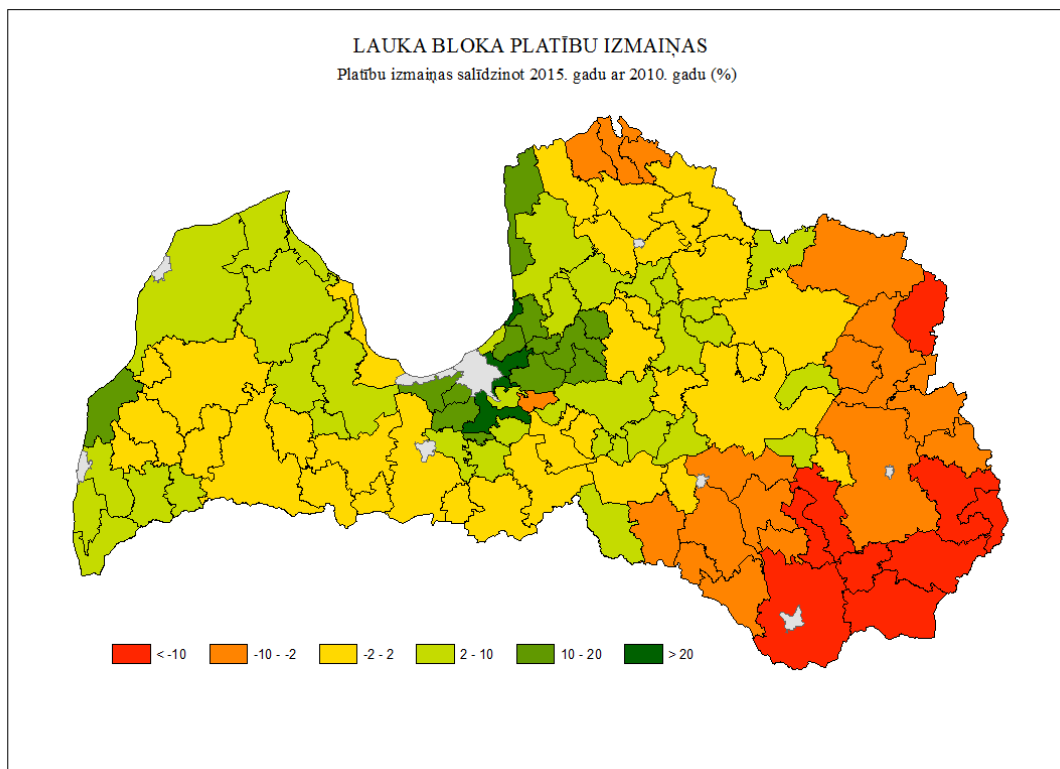 LAUKA BLOKA PLATĪBU IZMAIŅAS
Platību izmaiņas salīdzinot 2015. gadu ar 2010. gadu (%)
< -10 -10 - -2 -2 - 2 2 - 10 10 - 20 > 20